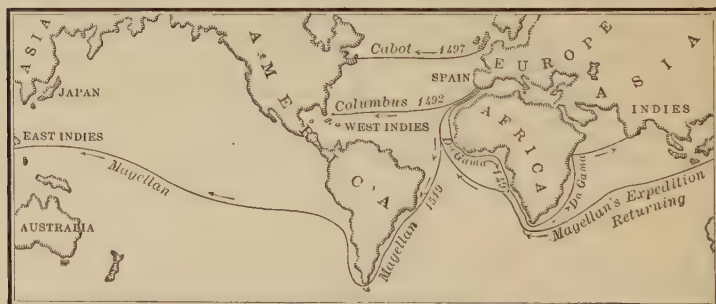 ASIA
JAPAN
EAST INDIES
AUSTRALIA
Magellan
AMERICA
Cabot 1497
Columbus 1492
WEST INDIES
Magellan 1519
SPAIN
EUROPE
ASIA
INDIES
AFRICA
Da Gama 1497
Da Gama
Magellan's Expedition
Returning